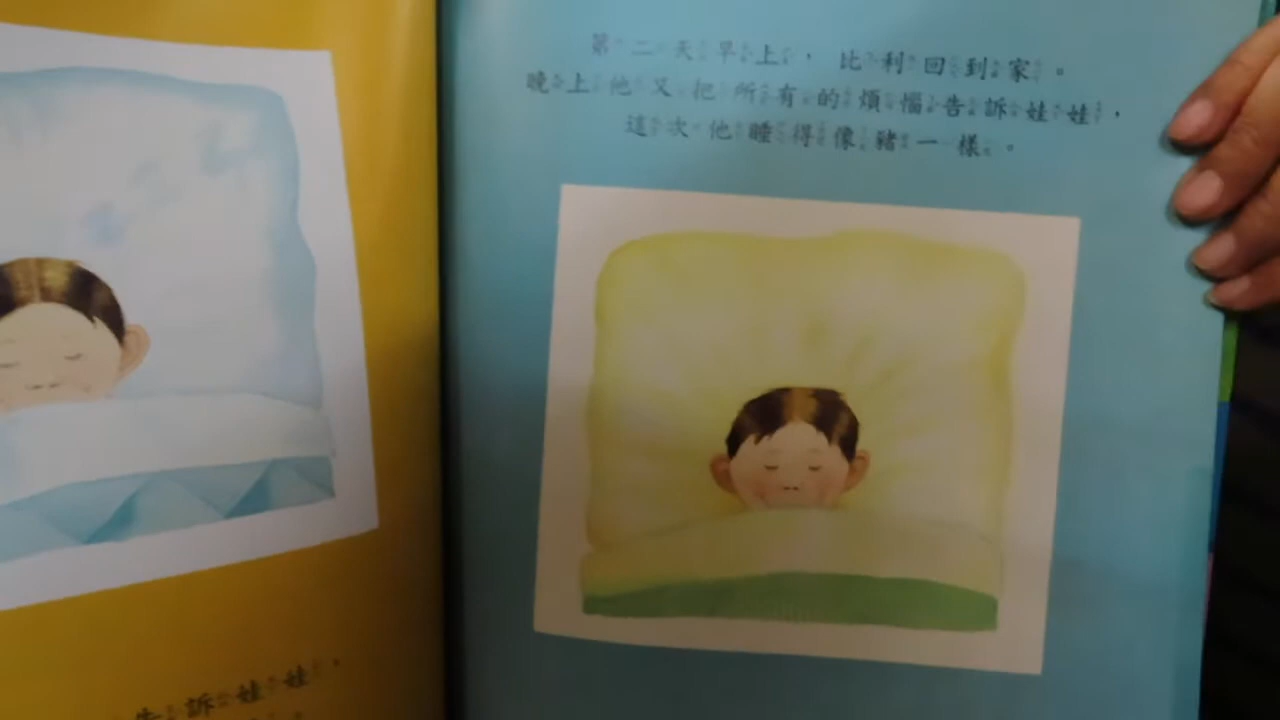 告訴娃娃，
第二天早上，比利回到家。
晚上他又把所有的煩惱告訴娃娃，
這次他睡得像豬一樣。